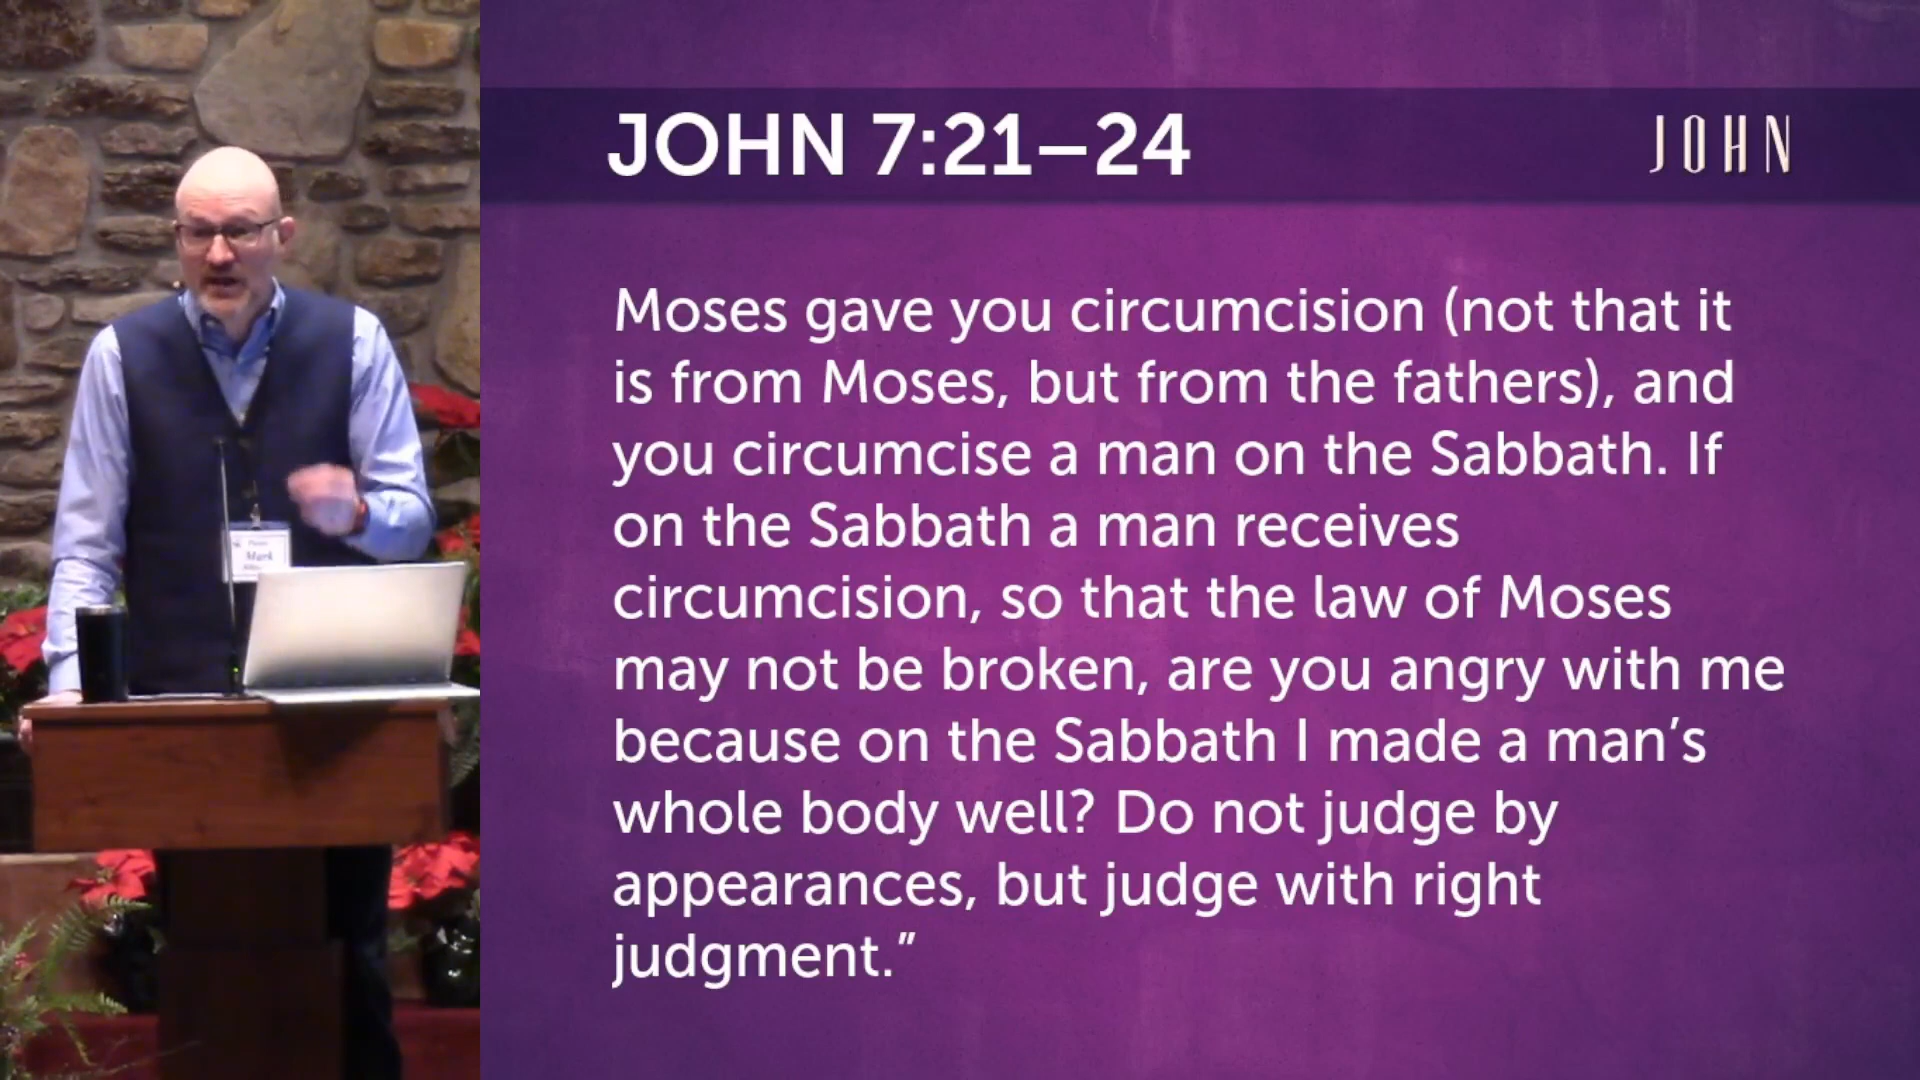 JOHN 7:21–24
JOHN
Moses gave you circumcision (not that it
is from Moses, but from the fathers), and
you circumcise a man on the Sabbath. If
on the Sabbath a man receives
circumcision, so that the law of Moses
may not be broken, are you angry with me
because on the Sabbath I made a man’s
whole body well? Do not judge by
appearances, but judge with right
judgment.”
Mark